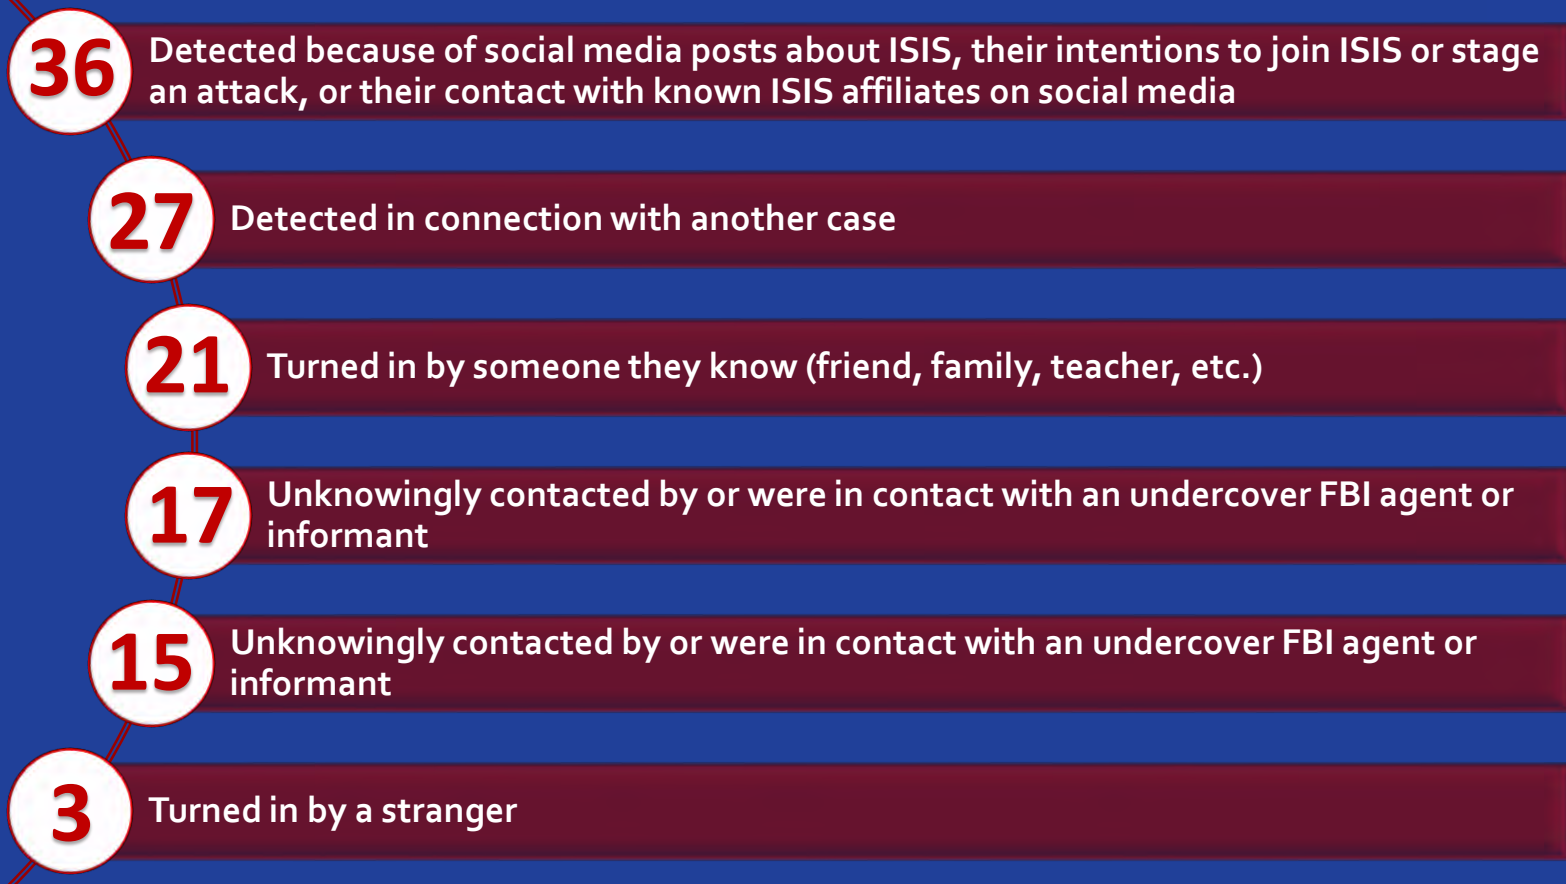 36
Detected because of social media posts about ISIS, their intentions to join ISIS or stage
an attack, or their contact with known ISIS affiliates on social media
27
Detected in connection with another case
21
Turned in by someone they know (friend, family, teacher, etc.)
17
Unknowingly contacted by or were in contact with an undercover FBI agent or
informant
15
Unknowingly contacted by or were in contact with an undercover FBI agent or
informant
3
Turned in by a stranger